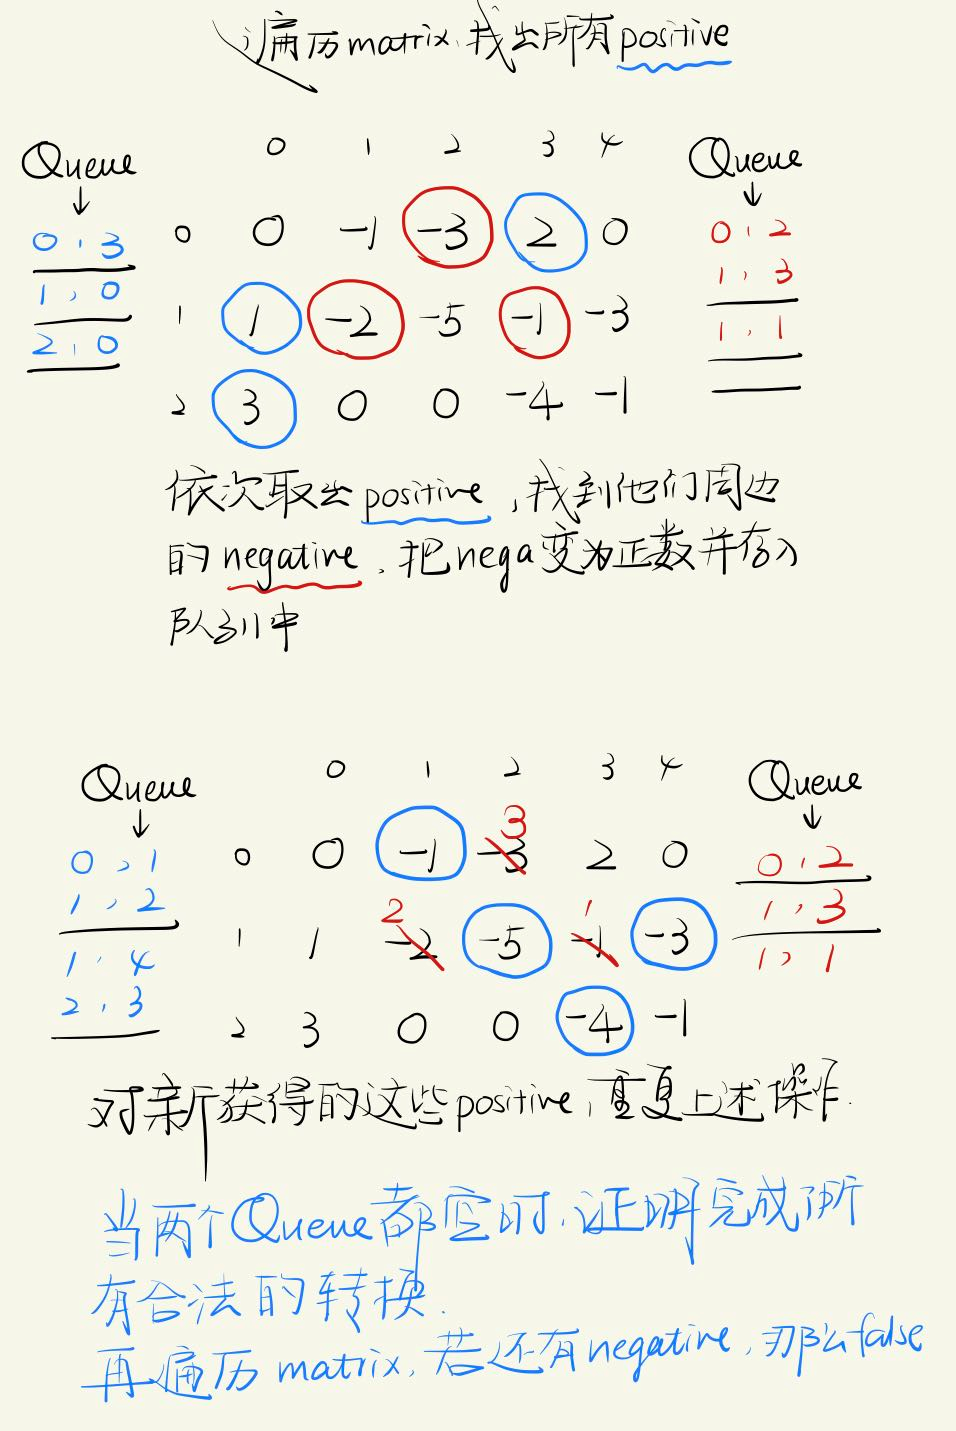 遍历matrix,找出所有positive
0 1 2 3 4
Queue Queue
0,3 0 0 -1 -3 2 0 0,2
1,0 1,3
1 1 -2 -5 -1 -3
2,0 1,1
2 3 0 0 -4 -1
依次取出positive,找到他们周边
的negative,把nega变为正数并存入
队列中
0 1 2 3 4
Queue Queue
3
0,1 0 0 -1 -3 2 0 0,2
1,2 2 1 1,3
1 1 -2 -5 -1 -3
1,4 1,1
2,3 2 3 0 0 -4 -1
对新获得的这些positive,重复上述操作.
当两个Queue都空时,证明完成了所
有合法的转换.
再遍历matrix,若还有negative,那么false